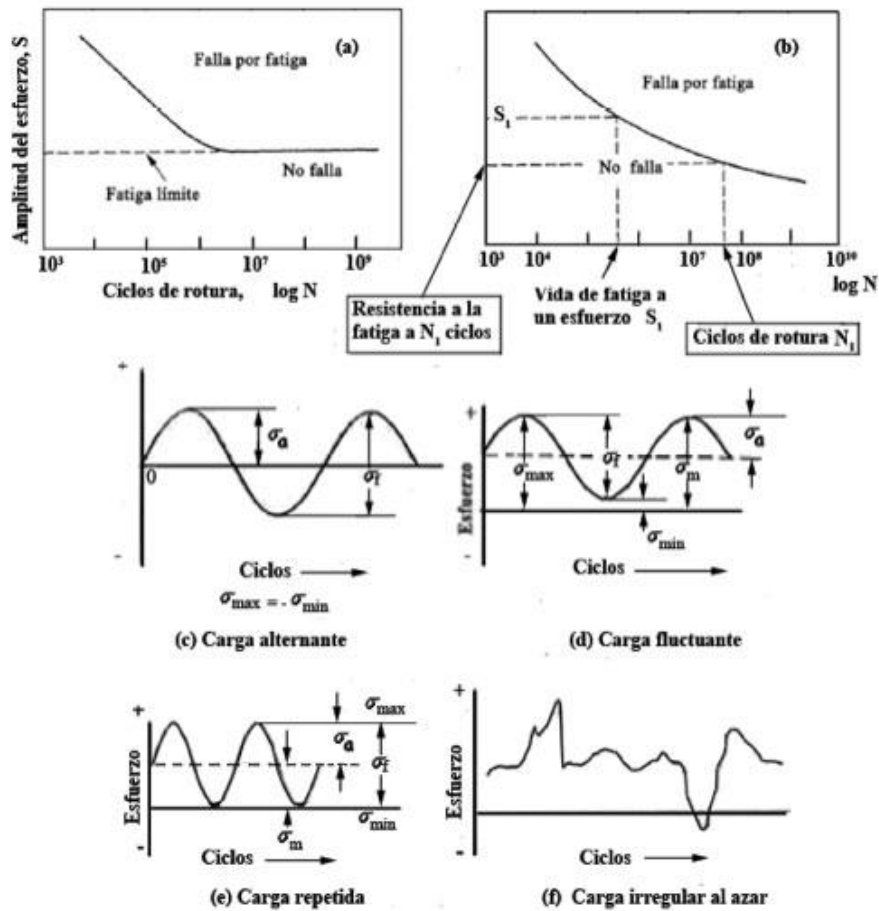 Amplitud del esfuerzo, S
Falla por fatiga
(a)
Fatiga límite
No falla
10³ 10⁵ 10⁷ 10⁹
Ciclos de rotura, log N
(b)
Falla por fatiga
S₁
No falla
10³ 10⁴ 10⁷ 10⁸ 10¹⁰
log N
Resistencia a la
fatiga a N₁ ciclos
Vida de fatiga a
un esfuerzo S₁
Ciclos de rotura N₁
+
σa
0
σf
-
Ciclos
σmax = - σmin
(c) Carga alternante
+
Esfuerzo
σmax
σf
σm
σa
σmin
-
Ciclos
(d) Carga fluctuante
+
Esfuerzo
σmax
σa
σf
σmin
σm
-
Ciclos
(e) Carga repetida
+
Esfuerzo
-
Ciclos
(f) Carga irregular al azar